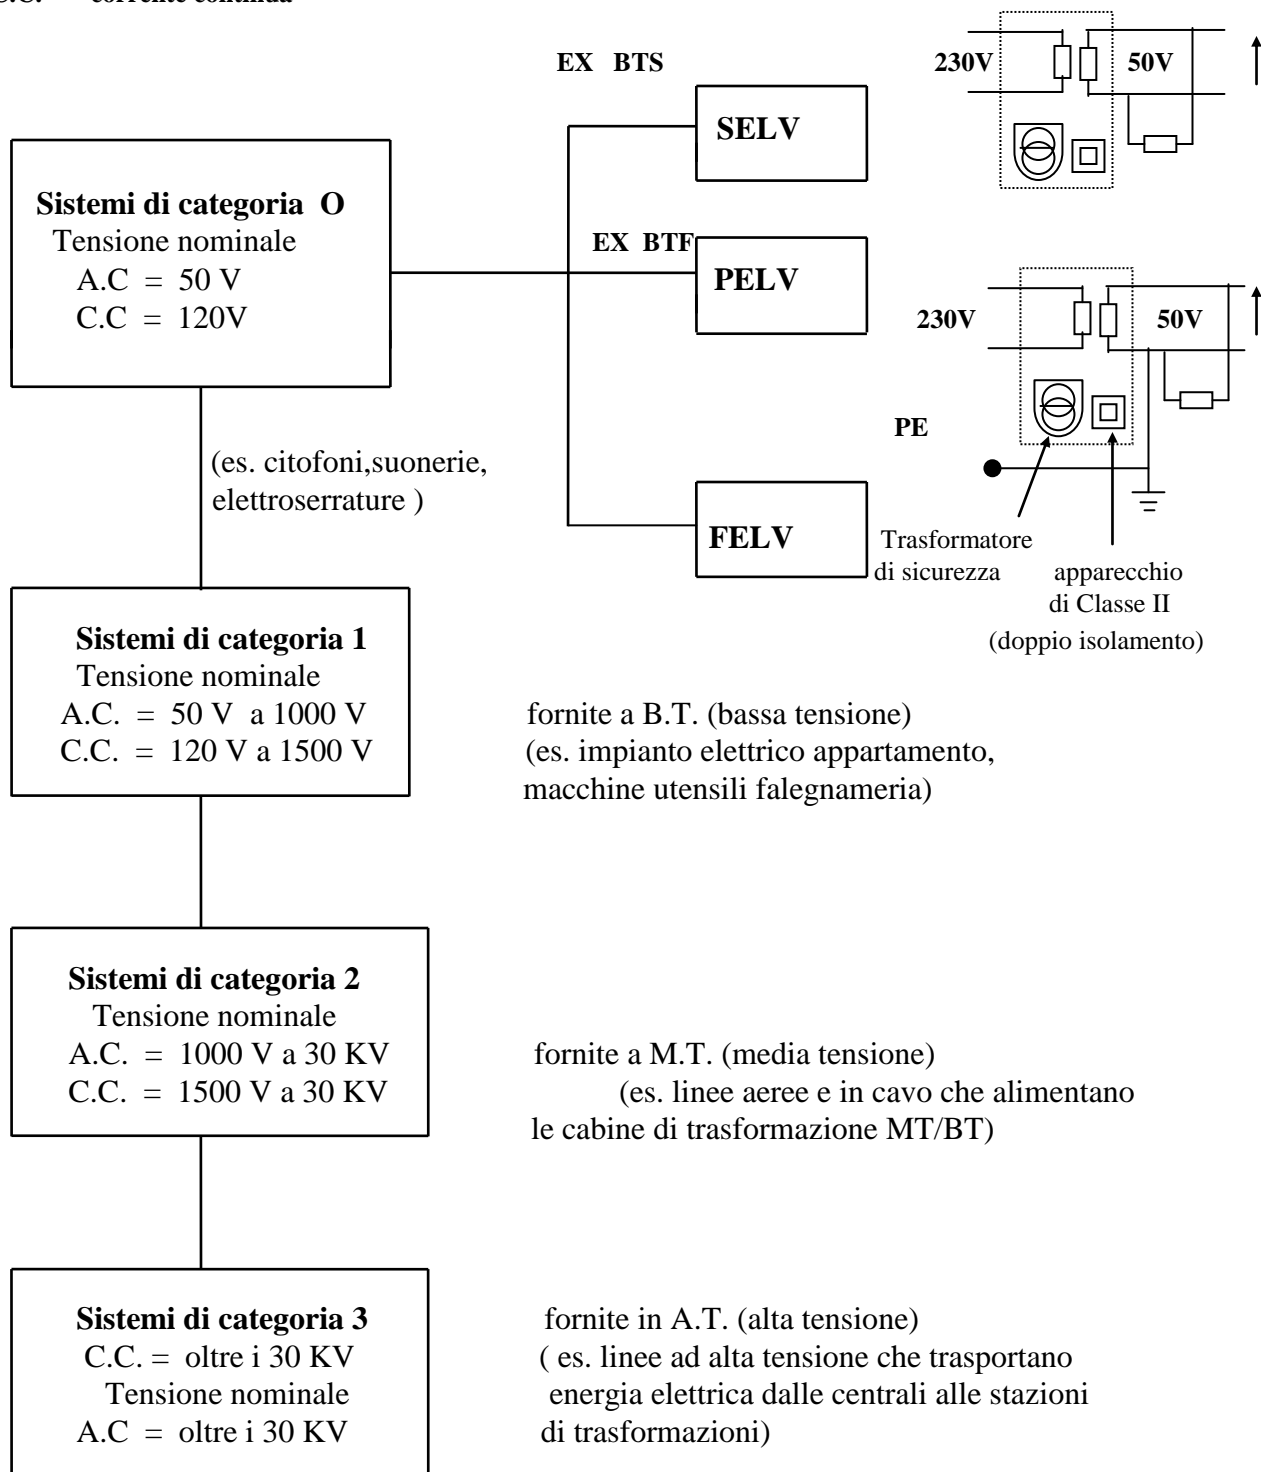 C.C. corrente continua
EX BTS
230V
50V
SELV
Sistemi di categoria O
Tensione nominale
A.C = 50 V
C.C = 120V
EX BTF
PELV
230V
50V
PE
(es. citofoni,suonerie,
elettroserrature )
FELV
Trasformatore
di sicurezza
apparecchio
di Classe II
(doppio isolamento)
Sistemi di categoria 1
Tensione nominale
A.C. = 50 V a 1000 V
C.C. = 120 V a 1500 V
fornite a B.T. (bassa tensione)
(es. impianto elettrico appartamento,
macchine utensili falegnameria)
Sistemi di categoria 2
Tensione nominale
A.C. = 1000 V a 30 KV
C.C. = 1500 V a 30 KV
fornite a M.T. (media tensione)
(es. linee aeree e in cavo che alimentano
le cabine di trasformazione MT/BT)
Sistemi di categoria 3
C.C. = oltre i 30 KV
Tensione nominale
A.C = oltre i 30 KV
fornite in A.T. (alta tensione)
( es. linee ad alta tensione che trasportano
energia elettrica dalle centrali alle stazioni
di trasformazioni)